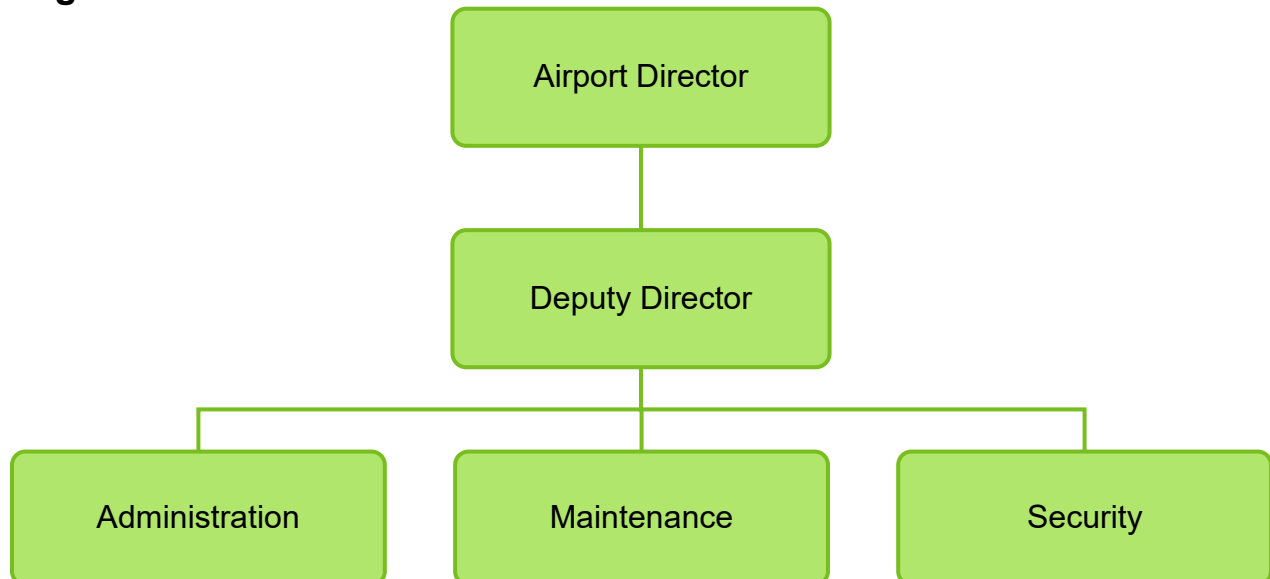 Airport Director
Deputy Director
Administration
Maintenance
Security